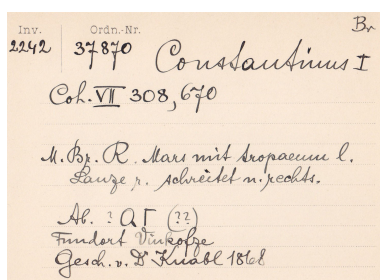 Br
Inv. Ordn.-Nr.
2242 37870 Constantinus I
Coh. VII 308, 670
M. Br. R. Mars mit tropaeum l.
Lanze r. schreitet n. rechts.
Ab. ? Q Γ (??)
Fundort
Gesch. v. Dr Knabl 1868